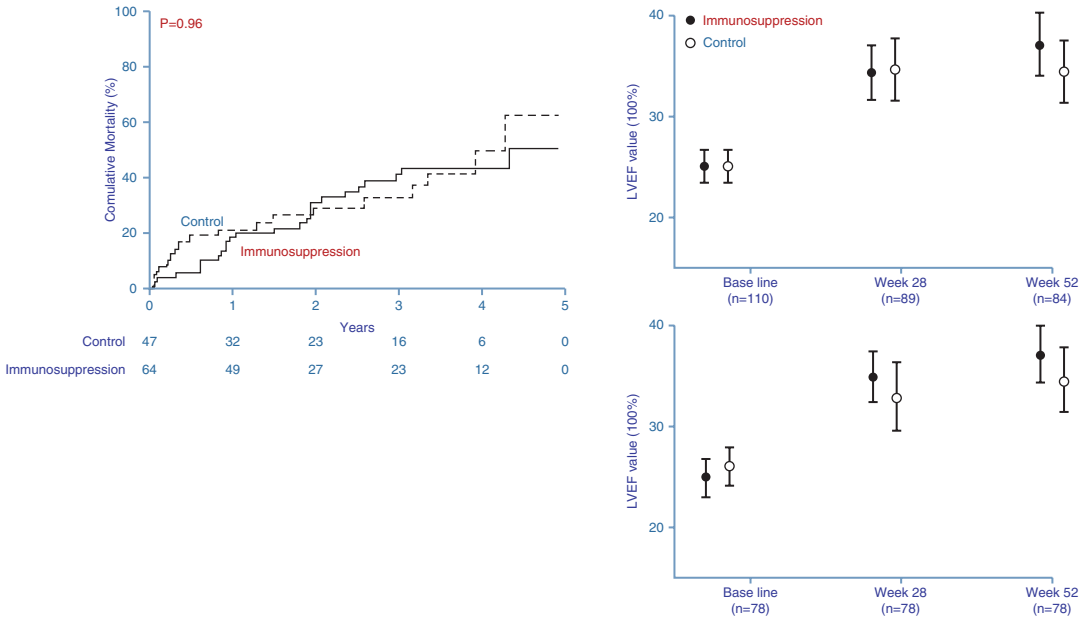 100
80
60
40
20
0
Comulative Mortality (%)
P=0.96
Control
Immunosuppression
0 1 2 3 4 5
Years
Control 47 32 23 16 6 0
Immunosuppression 64 49 27 23 12 0
40
30
20
LVEF value (100%)
Immunosuppression
Control
Base line Week 28 Week 52
(n=110) (n=89) (n=84)
40
30
20
LVEF value (100%)
Base line Week 28 Week 52
(n=78) (n=78) (n=78)